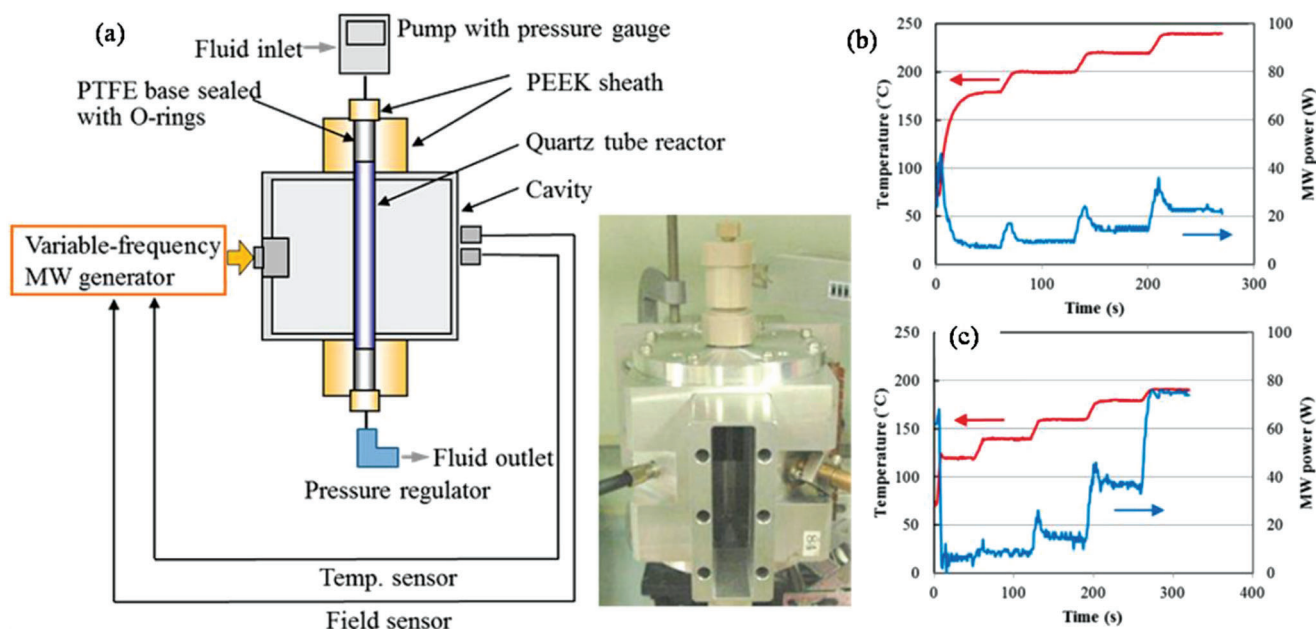 (a)
Pump with pressure gauge
Fluid inlet
PTFE base sealed
with O-rings
PEEK sheath
Quartz tube reactor
Cavity
Variable-frequency
MW generator
Fluid outlet
Pressure regulator
Temp. sensor
Field sensor
84
(b)
Temperature (°C)
250
200
150
100
50
0
MW power (W)
100
80
60
40
20
0
0 100 200 300
Time (s)
(c)
Temperature (°C)
250
200
150
100
50
0
MW power (W)
100
80
60
40
20
0
0 100 200 300 400
Time (s)